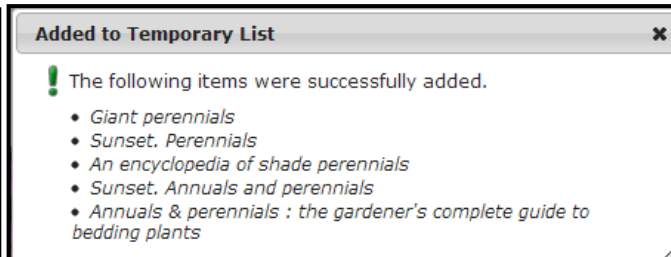 Added to Temporary List
The following items were successfully added.
• Giant perennials
• Sunset. Perennials
• An encyclopedia of shade perennials
• Sunset. Annuals and perennials
• Annuals & perennials : the gardener's complete guide to
bedding plants